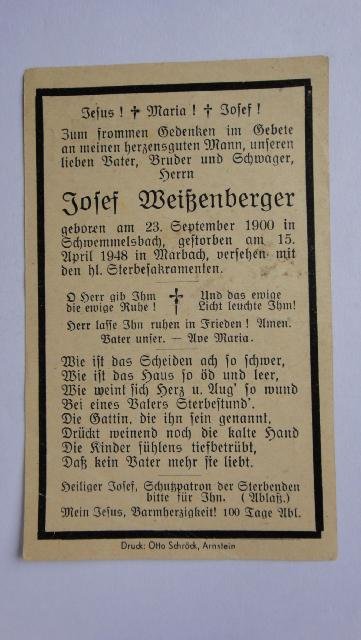 Jesus! ✝ Maria! ✝ Josef!
Zum frommen Gedenken im Gebete
an meinen herzensguten Mann, unseren
lieben Vater, Bruder und Schwager,
Herrn
Josef Weißenberger
geboren am 23. September 1900 in
Schwemmelsbach, gestorben am 15.
April 1948 in Marbach, versehen mit
den hl. Sterbesakramenten.
O Herr gib Ihm ✝ Und das ewige
die ewige Ruhe! Licht leuchte Ihm!
Herr lasse Ihn ruhen in Frieden! Amen.
Vater unser. — Ave Maria.
Wie ist das Scheiden ach so schwer,
Wie ist das Haus so öd und leer,
Wie weint sich Herz u. Aug' so wund
Bei eines Vaters Sterbestund'.
Die Gattin, die ihn sein genannt,
Drückt weinend noch die kalte Hand
Die Kinder fühlens tiefbetrübt,
Daß kein Vater mehr sie liebt.
Heiliger Josef, Schutzpatron der Sterbenden
bitte für Ihn. (Ablaß.)
Mein Jesus, Barmherzigkeit! 100 Tage Abl.
Druck: Otto Schröck, Arnstein